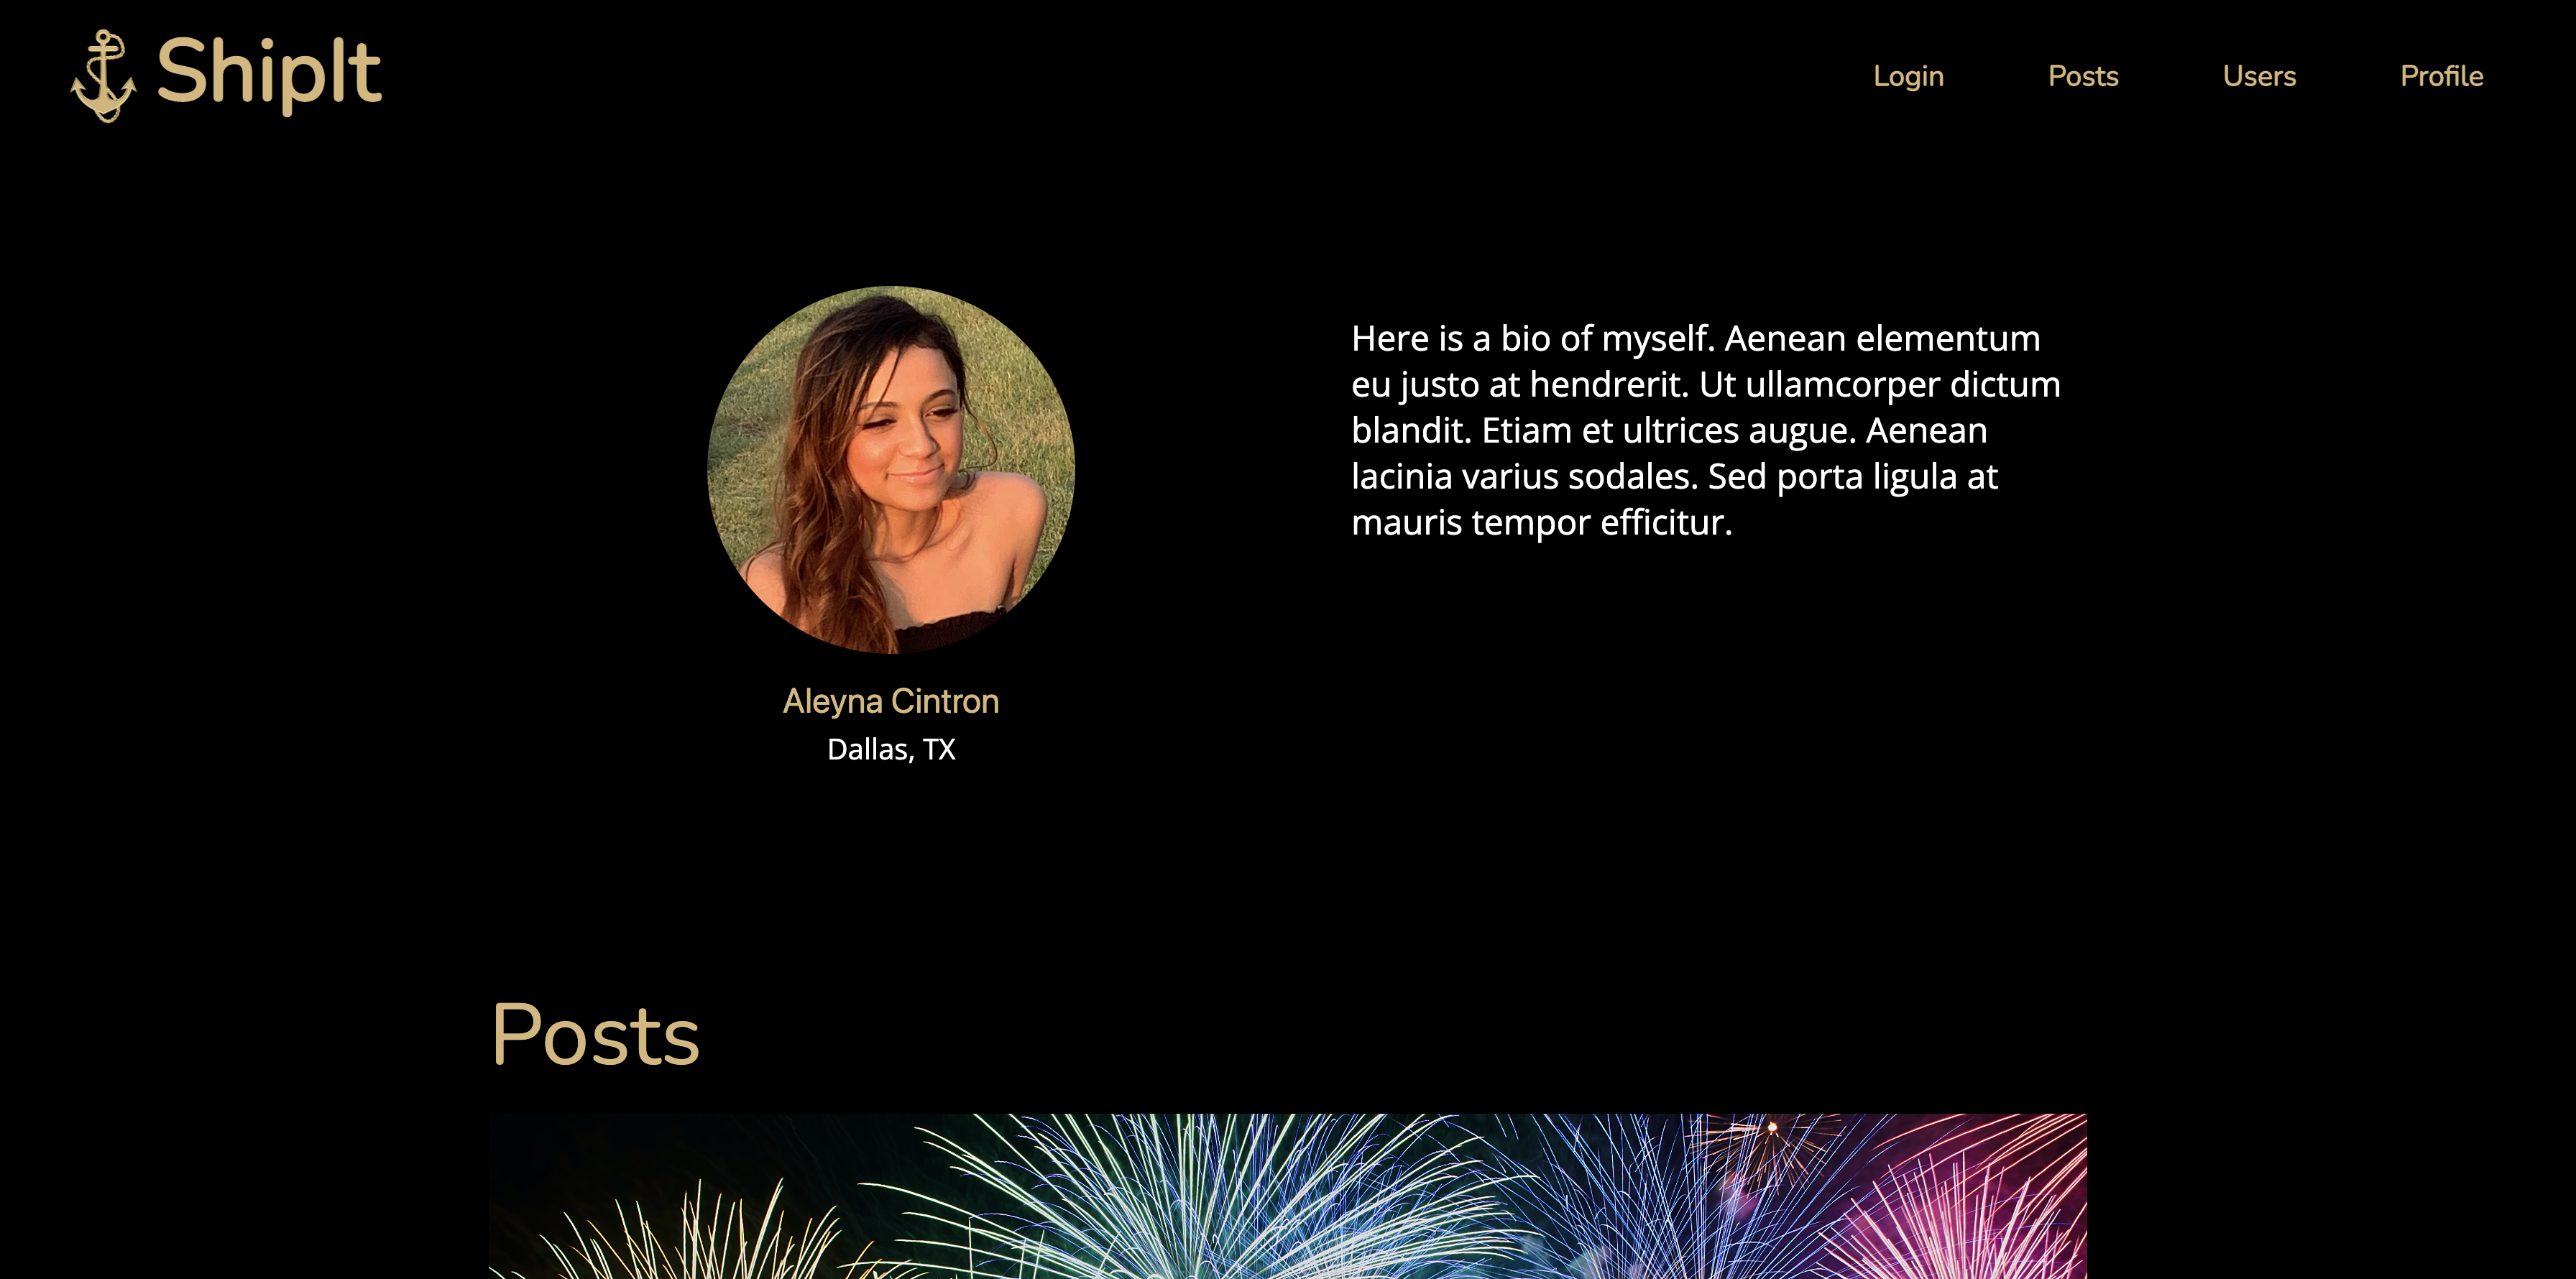 ShipIt
Login
Posts
Users
Profile
Here is a bio of myself. Aenean elementum
eu justo at hendrerit. Ut ullamcorper dictum
blandit. Etiam et ultrices augue. Aenean
lacinia varius sodales. Sed porta ligula at
mauris tempor efficitur.
Aleyna Cintron
Dallas, TX
Posts